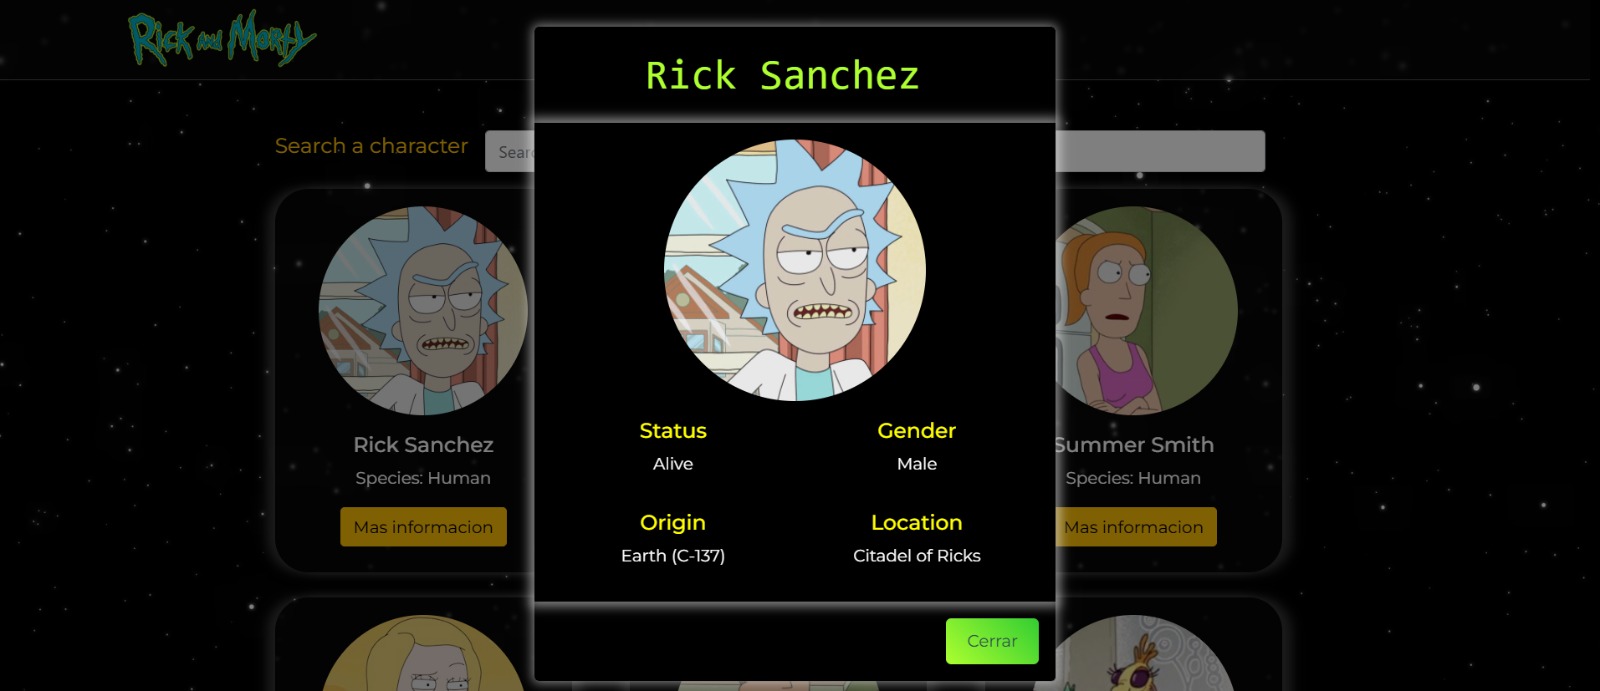 Rick and Morty
Rick Sanchez
Search a character
Status
Gender
Alive
Male
Origin
Location
Earth (C-137)
Citadel of Ricks
Cerrar
Rick Sanchez
Species: Human
Mas informacion
Summer Smith
Species: Human
Mas informacion